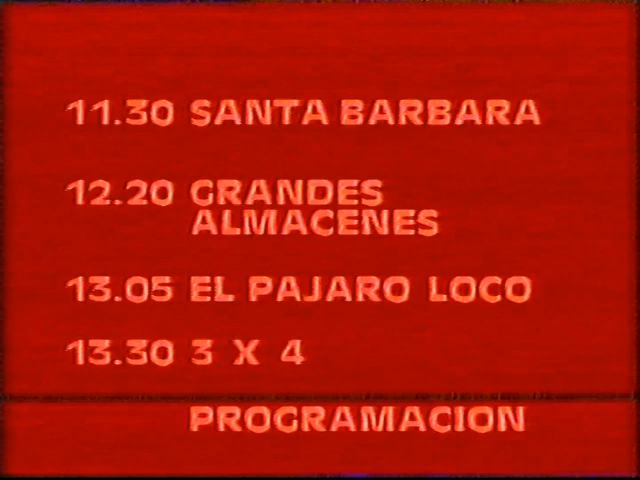 11.30 SANTA BARBARA
12.20 GRANDES
ALMACENES
13.05 EL PAJARO LOCO
13.30 3 X 4
PROGRAMACION